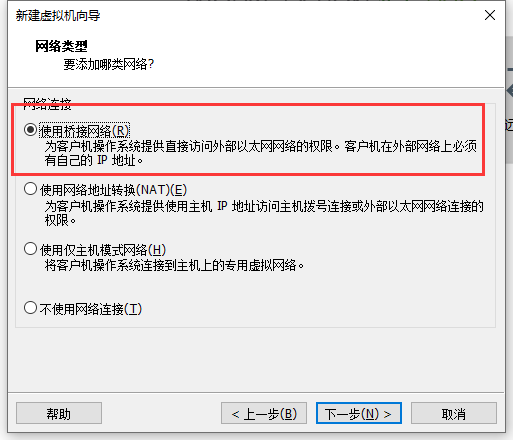 新建虚拟机向导
网络类型
要添加哪类网络?
网络连接
使用桥接网络(R)
为客户机操作系统提供直接访问外部以太网网络的权限。客户机在外部网络上必须
有自己的 IP 地址。
使用网络地址转换(NAT)(E)
为客户机操作系统提供使用主机 IP 地址访问主机拨号连接或外部以太网网络连接的
权限。
使用仅主机模式网络(H)
将客户机操作系统连接到主机上的专用虚拟网络。
不使用网络连接(T)
帮助
< 上一步(B)
下一步(N) >
取消